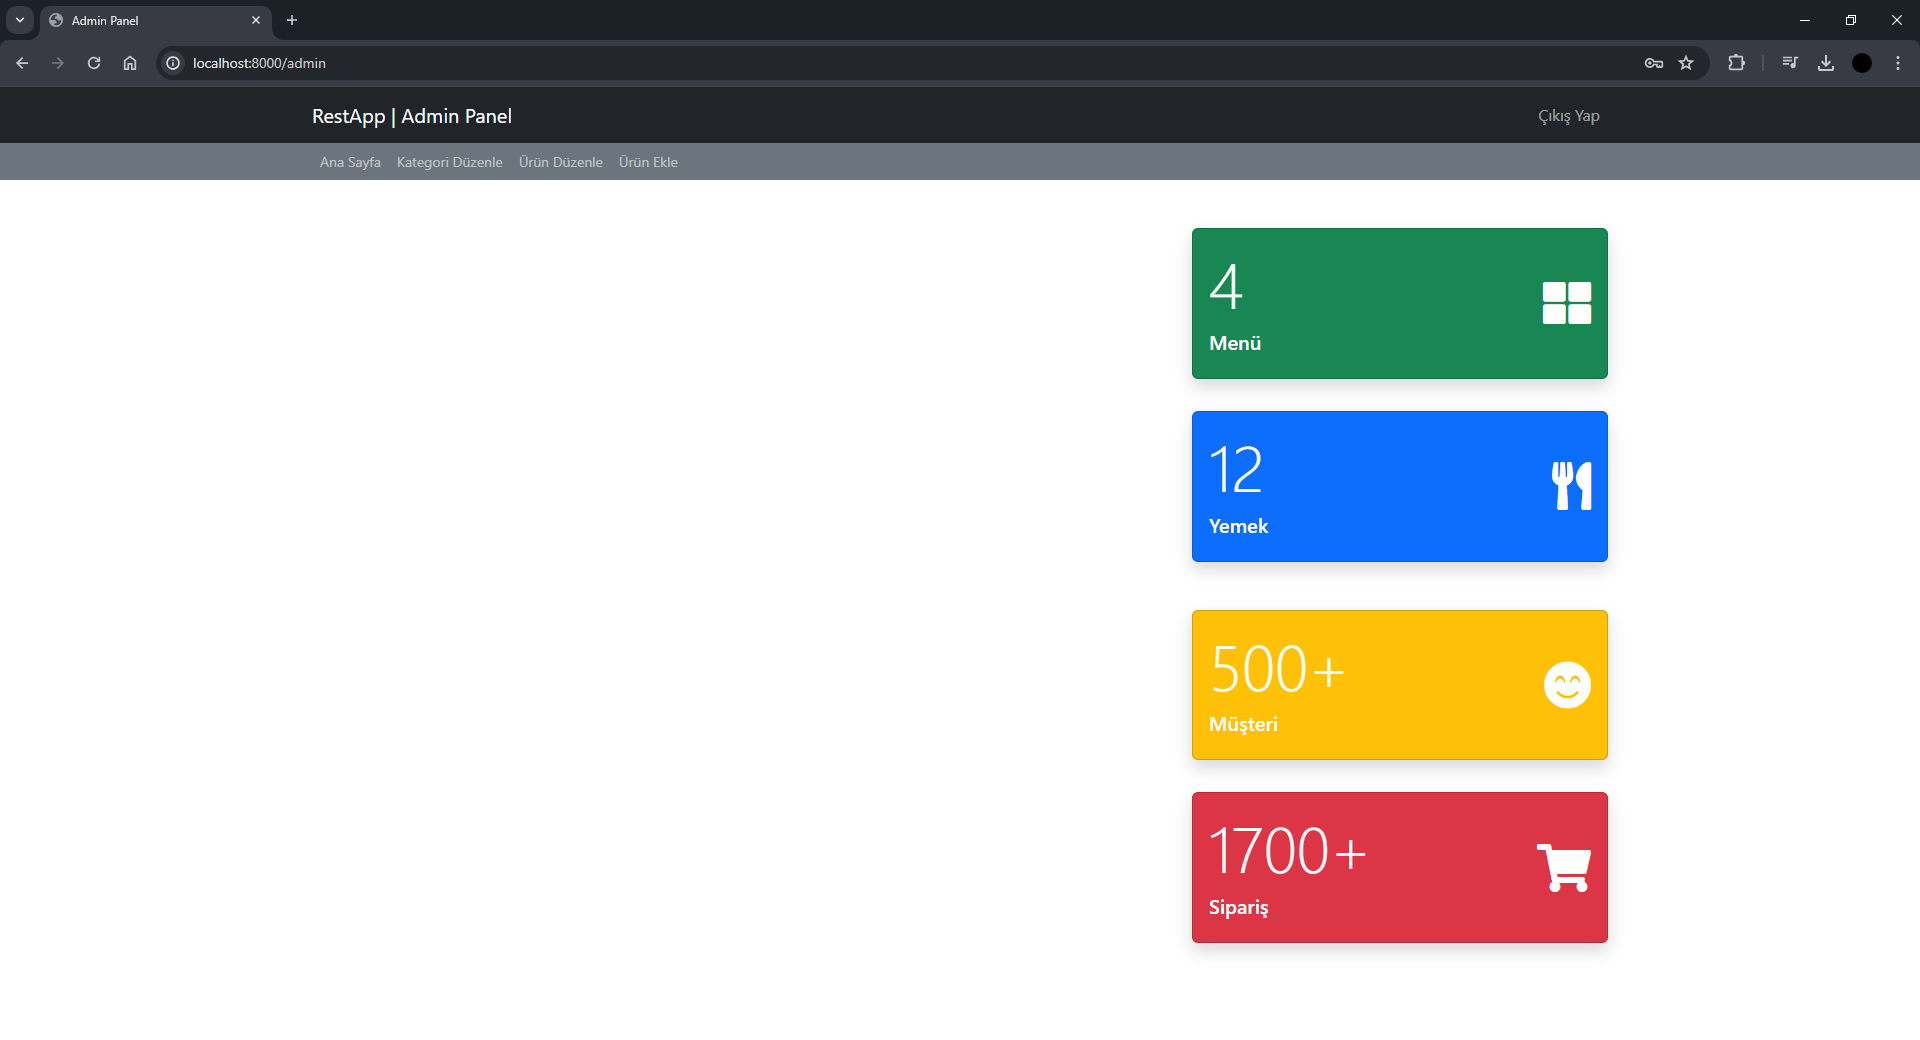 Admin Panel
localhost:8000/admin
RestApp | Admin Panel
Çıkış Yap
Ana Sayfa Kategori Düzenle Ürün Düzenle Ürün Ekle
4
Menü
12
Yemek
500+
Müşteri
1700+
Sipariş